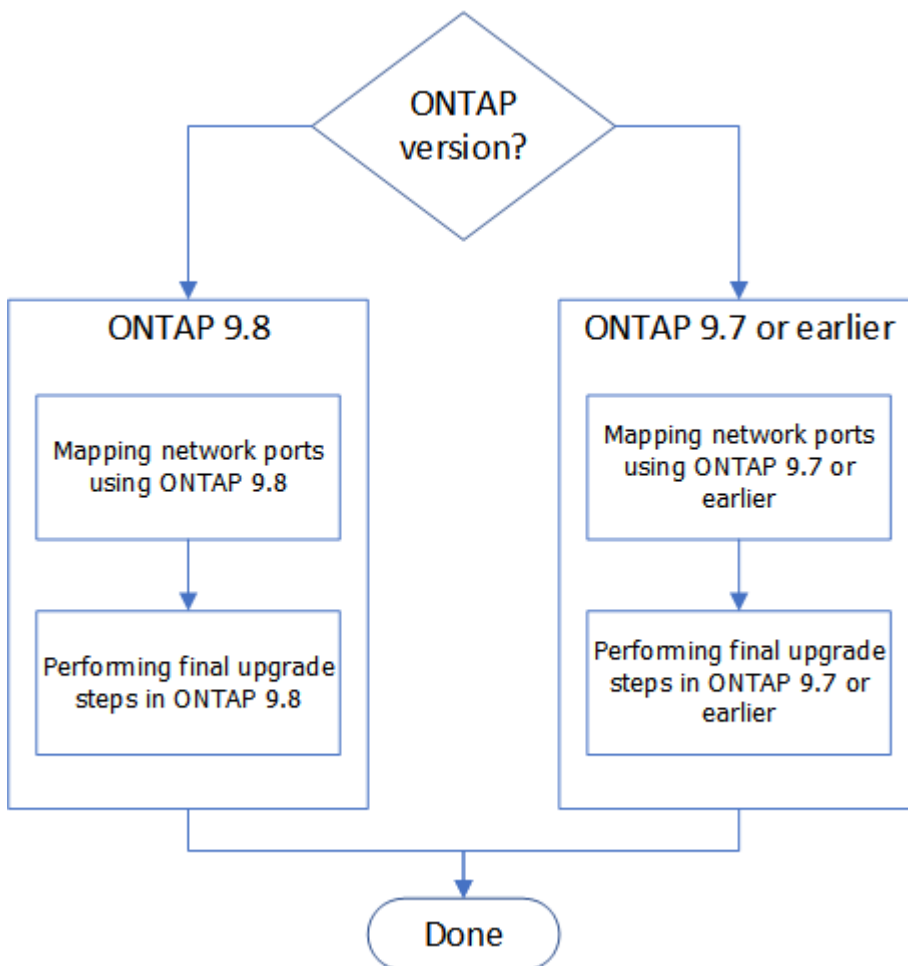 ONTAP
version?
ONTAP 9.8
Mapping network ports
using ONTAP 9.8
Performing final upgrade
steps in ONTAP 9.8
ONTAP 9.7 or earlier
Mapping network ports
using ONTAP 9.7 or
earlier
Performing final upgrade
steps in ONTAP 9.7 or
earlier
Done